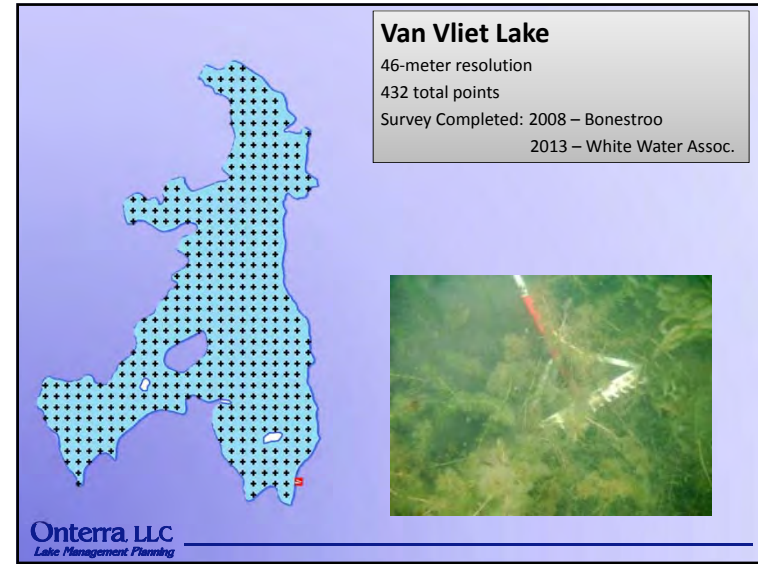 Van Vliet Lake
46-meter resolution
432 total points
Survey Completed: 2008 – Bonestroo
2013 – White Water Assoc.
Onterra LLC
Lake Management Planning